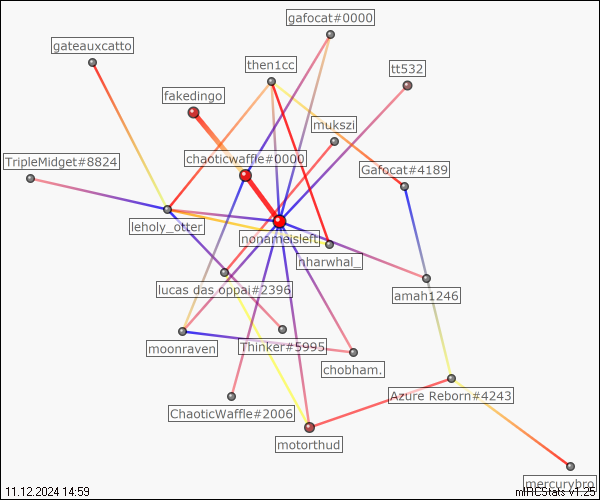 gafocat#0000
gateauxcatto
then1cc
tt532
fakedingo
mukszi
chaoticwaffle#0000
TripleMidget#8824
Gafocat#4189
leholy_otter
nonameisleft
nharwhal_
lucas das oppai#2396
amah1246
moonraven
Thinker#5995
chobham.
Azure Reborn#4243
ChaoticWaffle#2006
motorthud
mercurybro
11.12.2024 14:59
mIRCStats v1.25